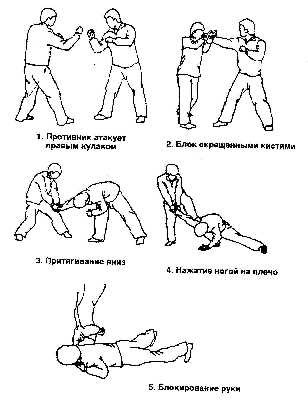 1. Противник атакует
правым кулаком
2. Блок скрещенными кистями
3. Притягивание вниз
4. Нажатие ногой на плечо
5. Блокирование руки